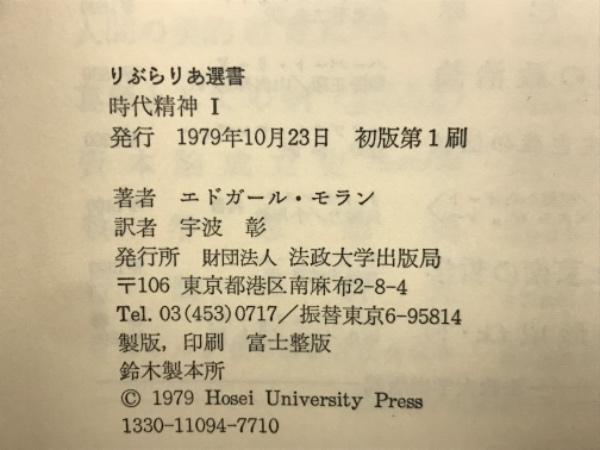 りぶらりあ選書
時代精神 I
発行 1979年10月23日 初版第1刷
著者 エドガール・モラン
訳者 宇波 彰
発行所 財団法人 法政大学出版局
〒106 東京都港区南麻布2-8-4
Tel. 03(453)0717／振替東京6-95814
製版, 印刷 富士整版
鈴木製本所
© 1979 Hosei University Press
1330-11094-7710